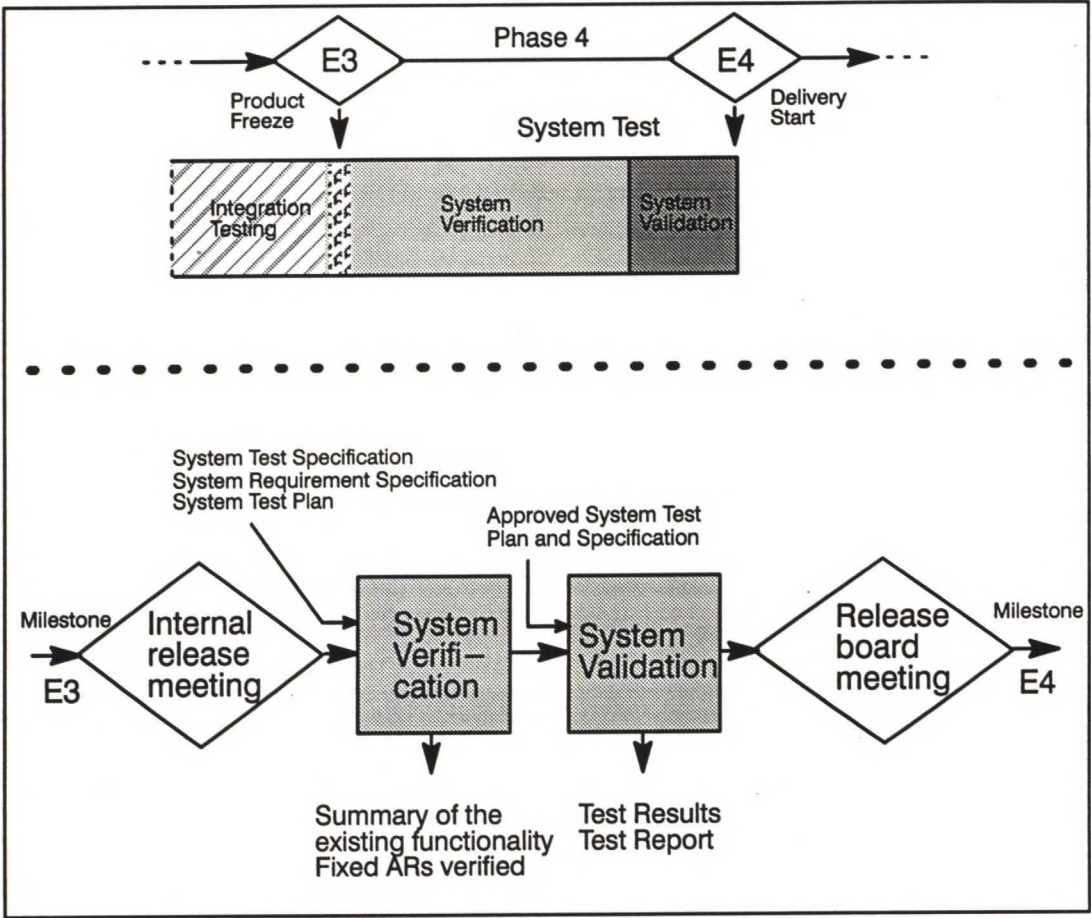 Phase 4
E3
E4
Product
Freeze
Delivery
Start
System Test
Integration
Testing
System
Verification
System
Validation
System Test Specification
System Requirement Specification
System Test Plan
Approved System Test
Plan and Specification
Milestone
E3
Internal
release
meeting
System
Verifi–
cation
System
Validation
Release
board
meeting
Milestone
E4
Summary of the
existing functionality
Fixed ARs verified
Test Results
Test Report